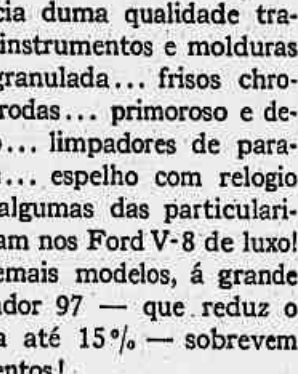 cia duma qualidade tra-
instrumentos e molduras
granulada... frisos chro-
rodas... primoroso e de-
... limpadores de para-
... espelho com relogio
algumas das particulari-
am nos Ford V-8 de luxo!
emais modelos, á grande
ador 97 — que reduz o
a até 15% — sobrevem
entos!